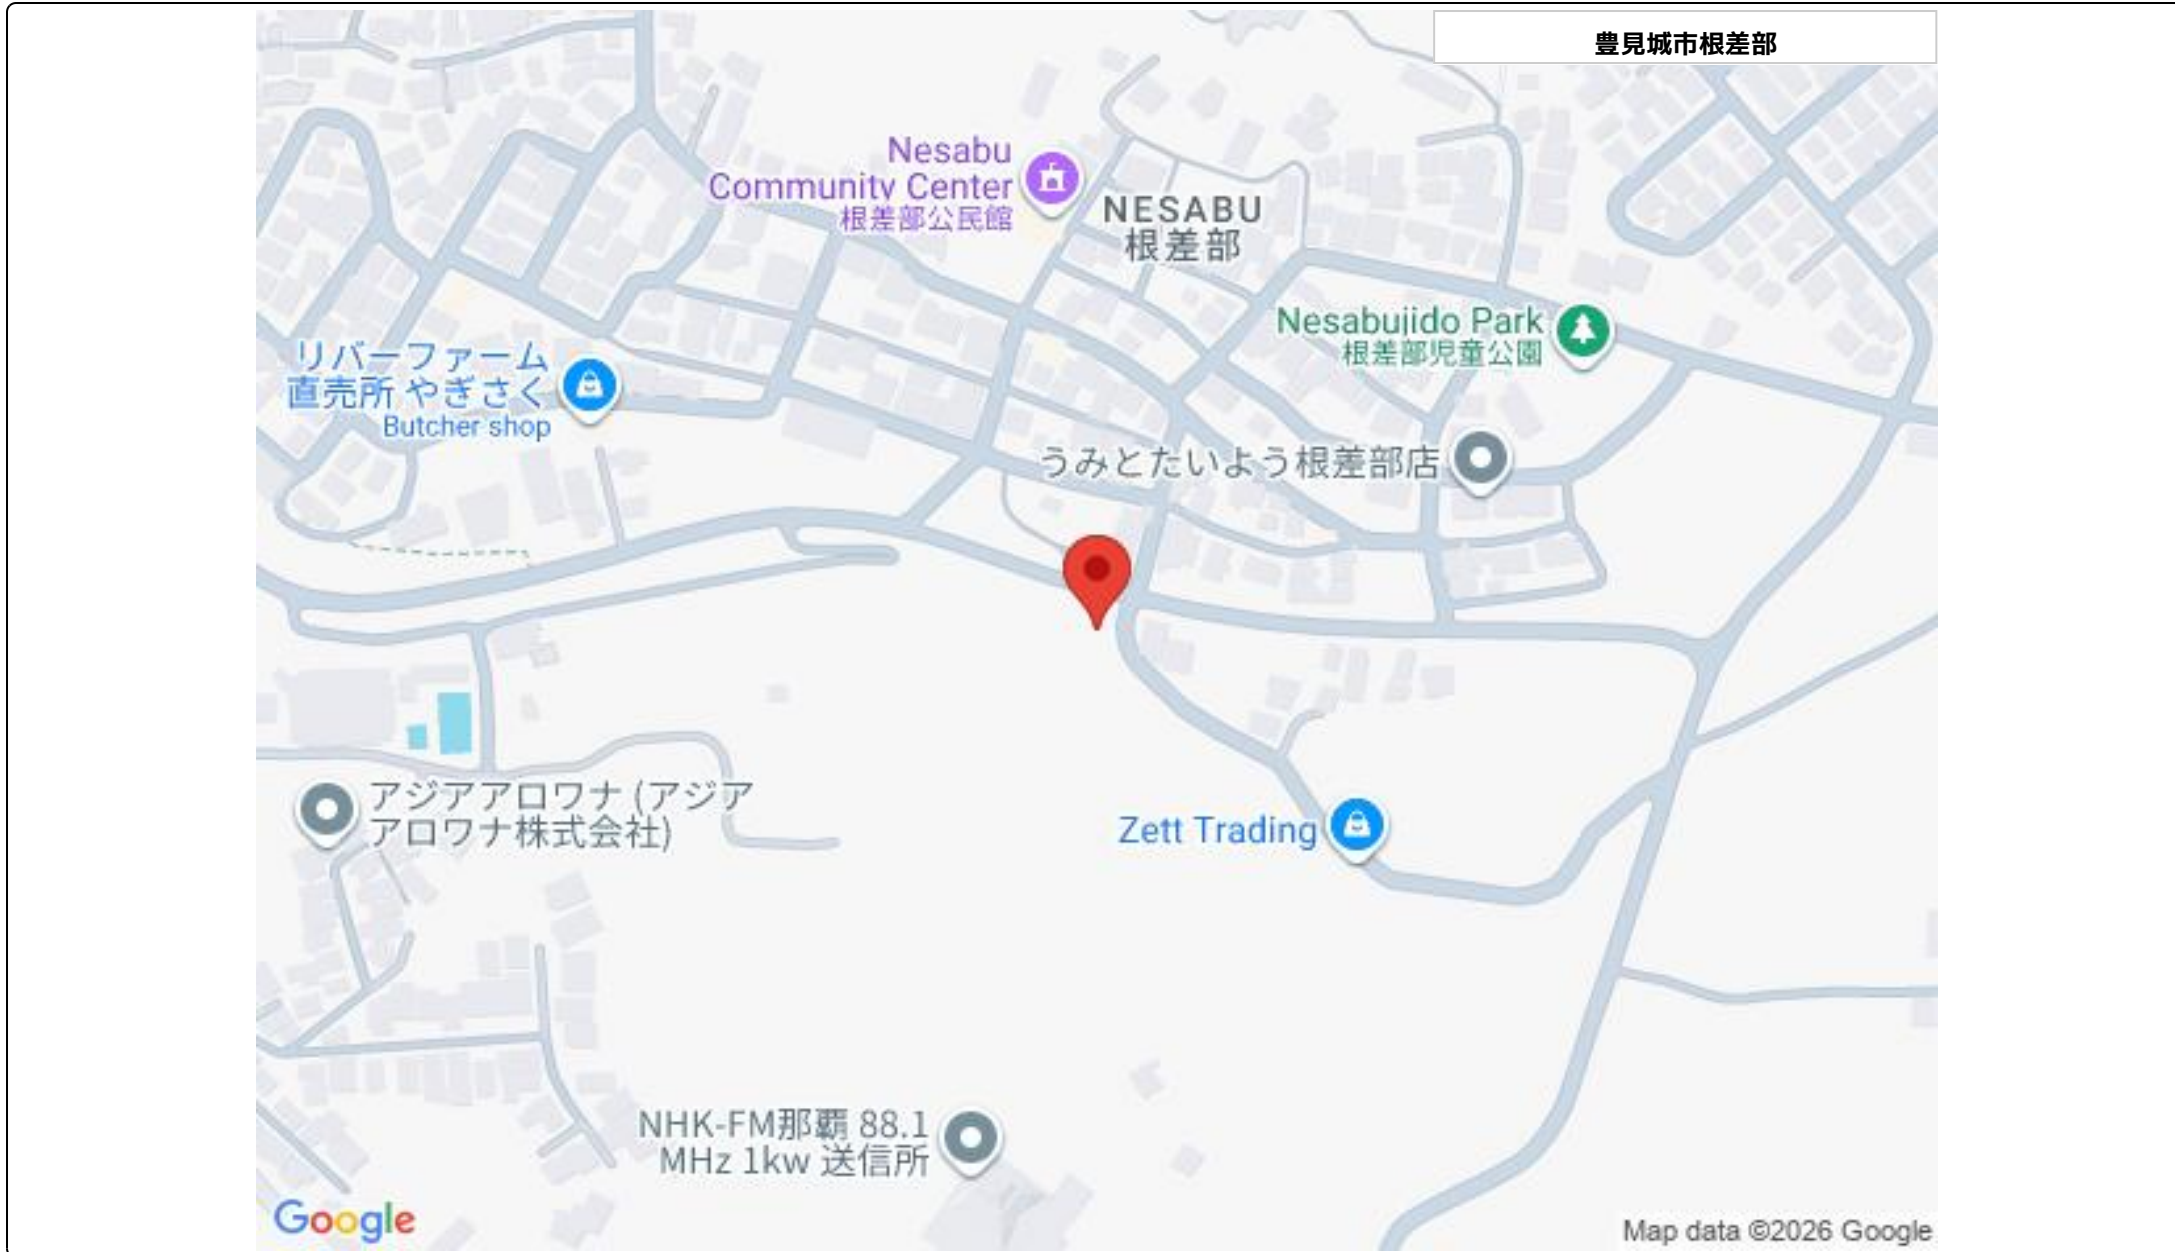 豊見城市根差部
Nesabu
Community Center
根差部公民館
NESABU
根差部
Nesabujido Park
根差部児童公園
リバーファーム
直売所 やぎさく
Butcher shop
うみとたいよう根差部店
アジアアロワナ (アジア
アロワナ株式会社)
Zett Trading
NHK-FM那覇 88.1
MHz 1kw 送信所
Google
Map data ©2026 Google